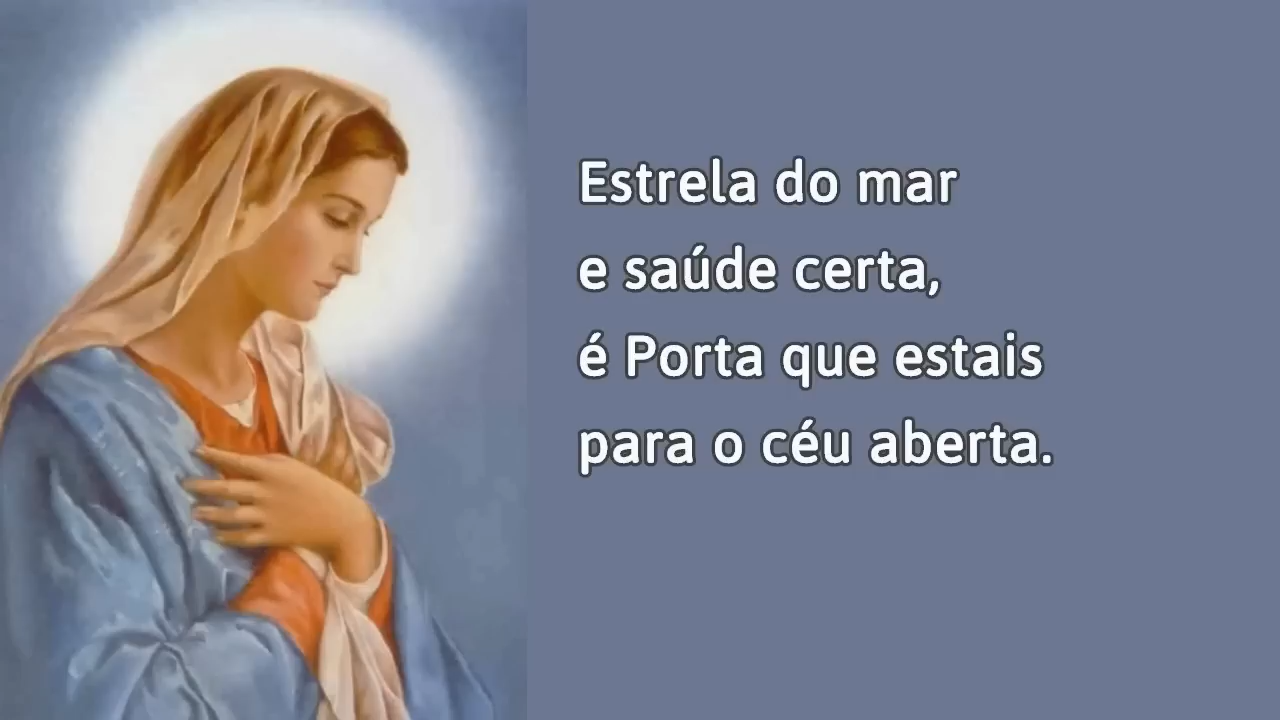 Estrela do mar
e saúde certa,
é Porta que estais
para o céu aberta.